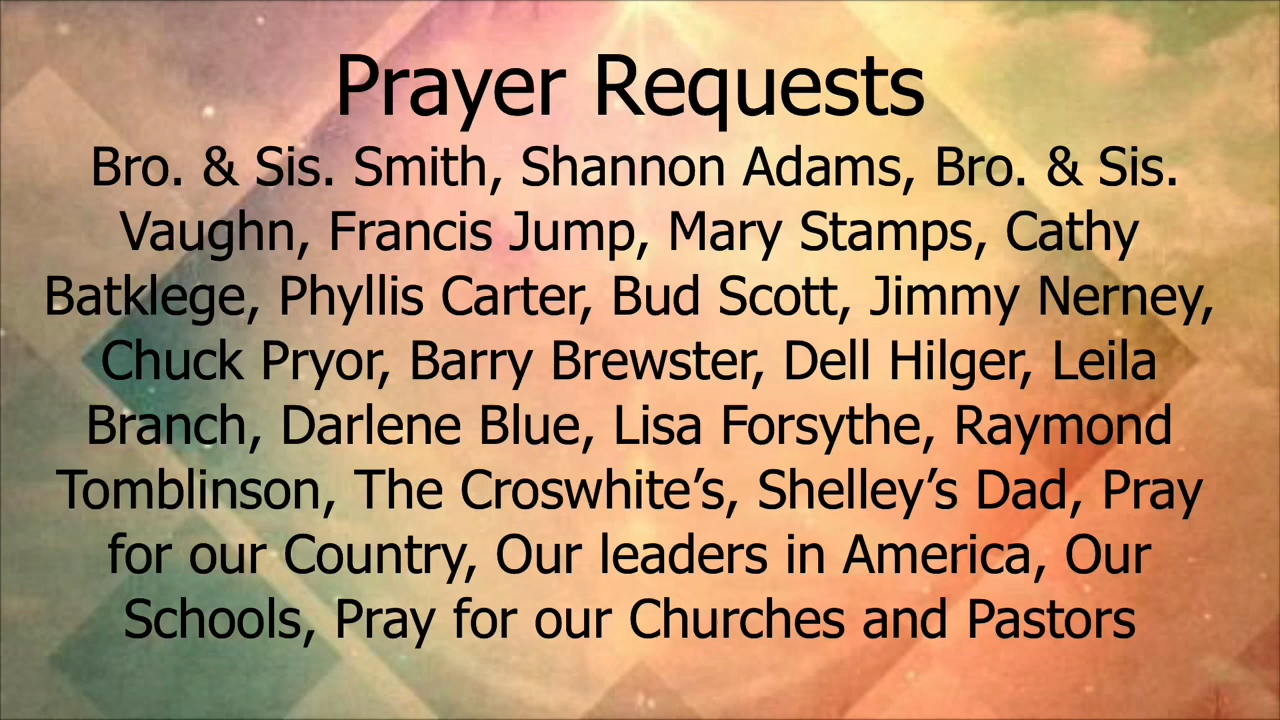 Prayer Requests
Bro. & Sis. Smith, Shannon Adams, Bro. & Sis.
Vaughn, Francis Jump, Mary Stamps, Cathy
Batklege, Phyllis Carter, Bud Scott, Jimmy Nerney,
Chuck Pryor, Barry Brewster, Dell Hilger, Leila
Branch, Darlene Blue, Lisa Forsythe, Raymond
Tomblinson, The Croswhite’s, Shelley’s Dad, Pray
for our Country, Our leaders in America, Our
Schools, Pray for our Churches and Pastors